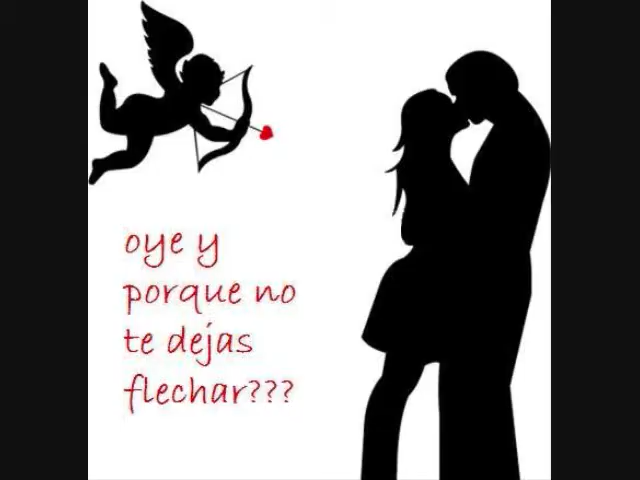 oye y
porque no
te dejas
flechar???